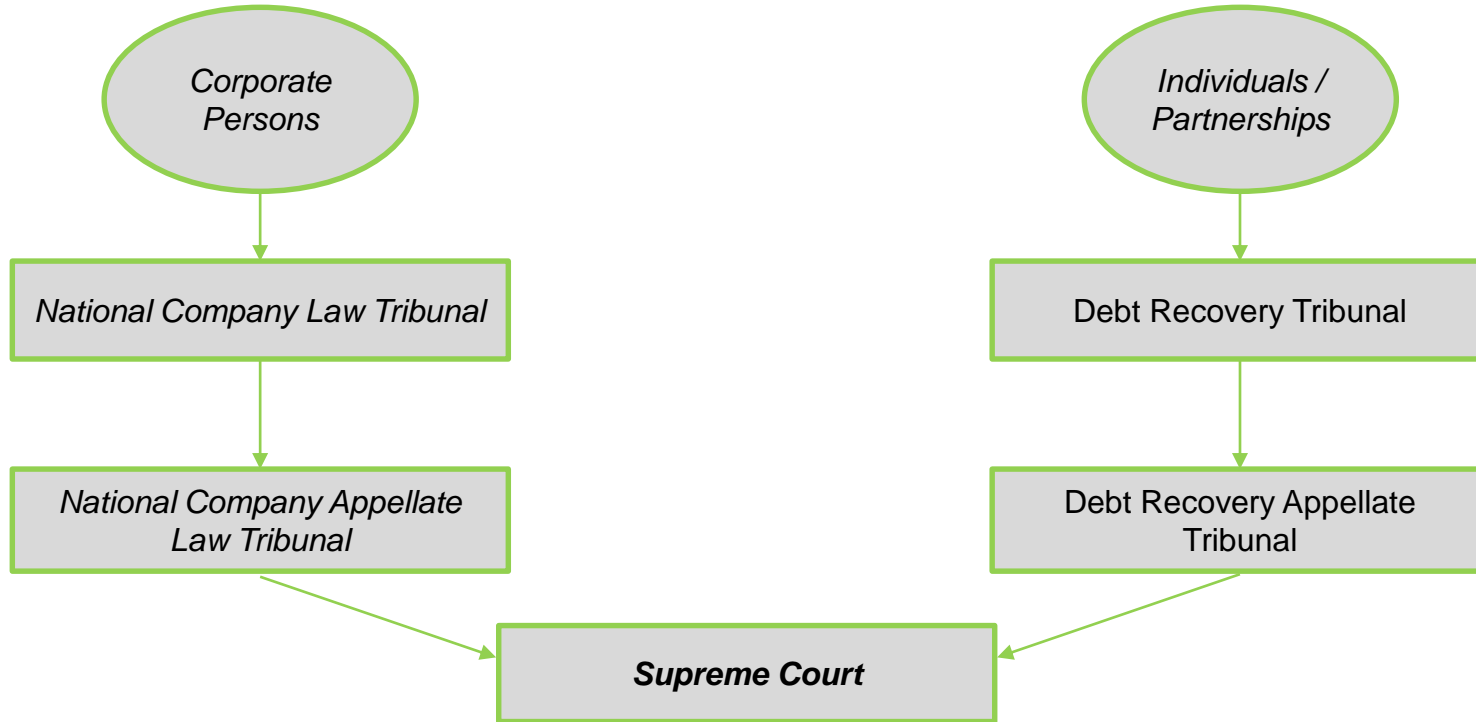 Corporate
Persons
Individuals /
Partnerships
National Company Law Tribunal
Debt Recovery Tribunal
National Company Appellate
Law Tribunal
Debt Recovery Appellate
Tribunal
Supreme Court